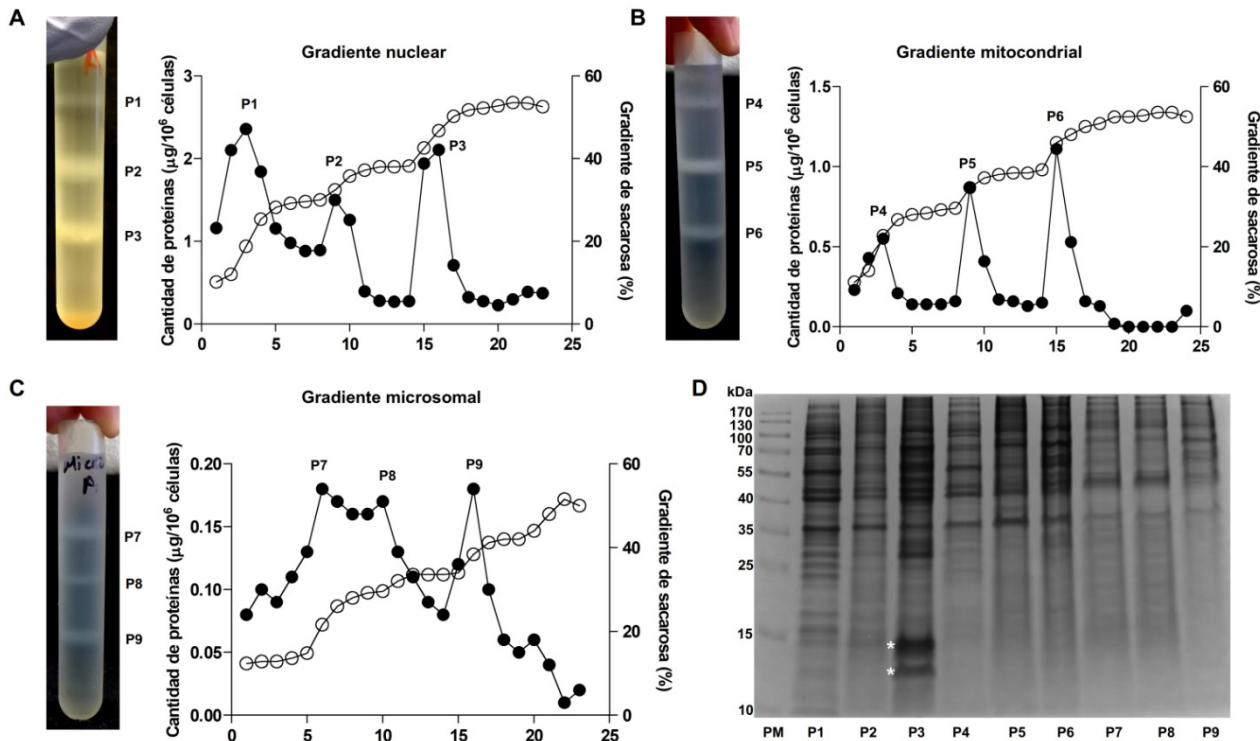 A
P1
P2
P3
Gradiente nuclear
Cantidad de proteínas (µg/10⁶ células)
3
2
1
0
P1
P2
P3
60
40
20
0
Gradiente de sacarosa (%)
0 5 10 15 20 25
B
P4
P5
P6
Gradiente mitocondrial
Cantidad de proteínas (µg/10⁶ células)
1.5
1.0
0.5
0.0
P4
P5
P6
60
40
20
0
Gradiente de sacarosa (%)
0 5 10 15 20 25
C
Micro
P.
P7
P8
P9
Gradiente microsomal
Cantidad de proteínas (µg/10⁶ células)
0.20
0.15
0.10
0.05
0.00
P7
P8
P9
60
40
20
0
Gradiente de sacarosa (%)
0 5 10 15 20 25
D
kDa
170
130
100
70
55
40
35
25
15
10
*
*
PM P1 P2 P3 P4 P5 P6 P7 P8 P9